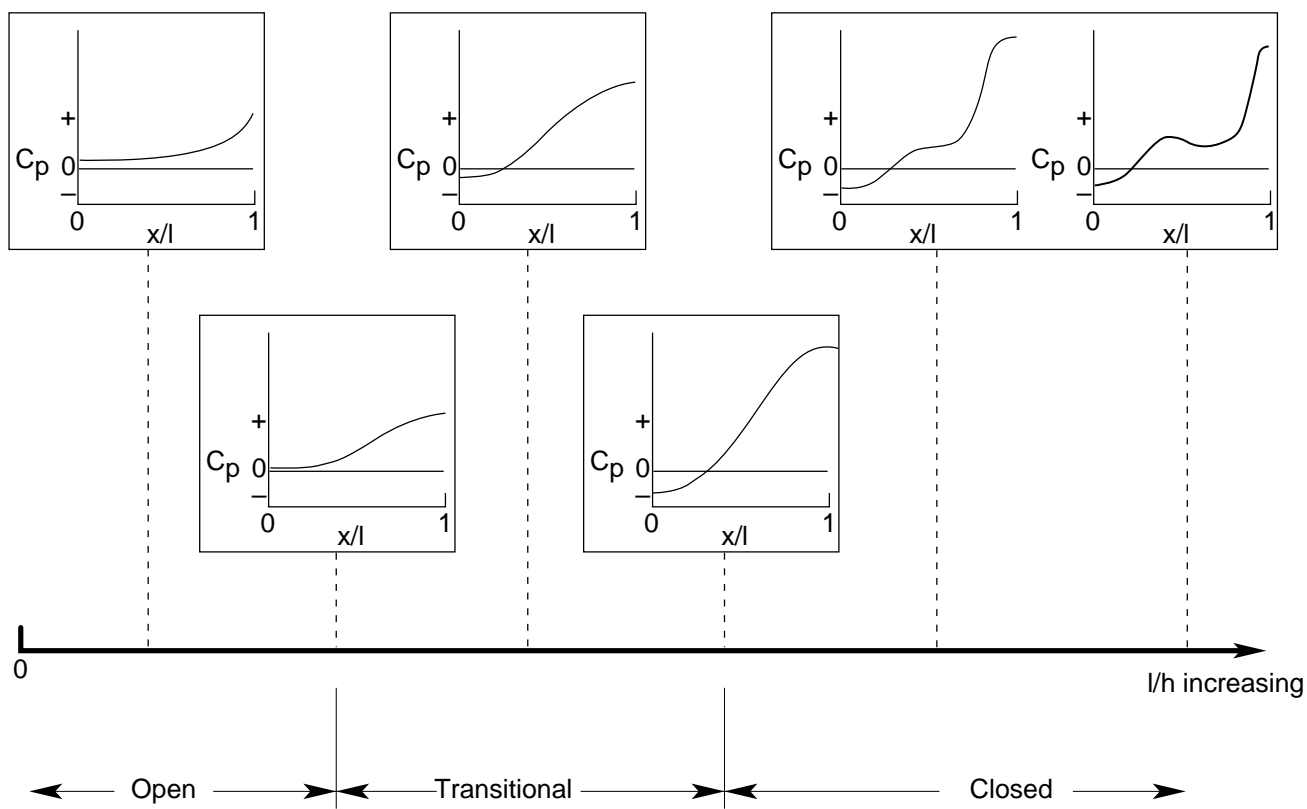 +
Cp 0
–
0 1
x/l
+
Cp 0
–
0 1
x/l
+
Cp 0
–
0 1
x/l
+
Cp 0
–
0 1
x/l
+
Cp 0
–
0 1
x/l
+
Cp 0
–
0 1
x/l
0
l/h increasing
Open Transitional Closed